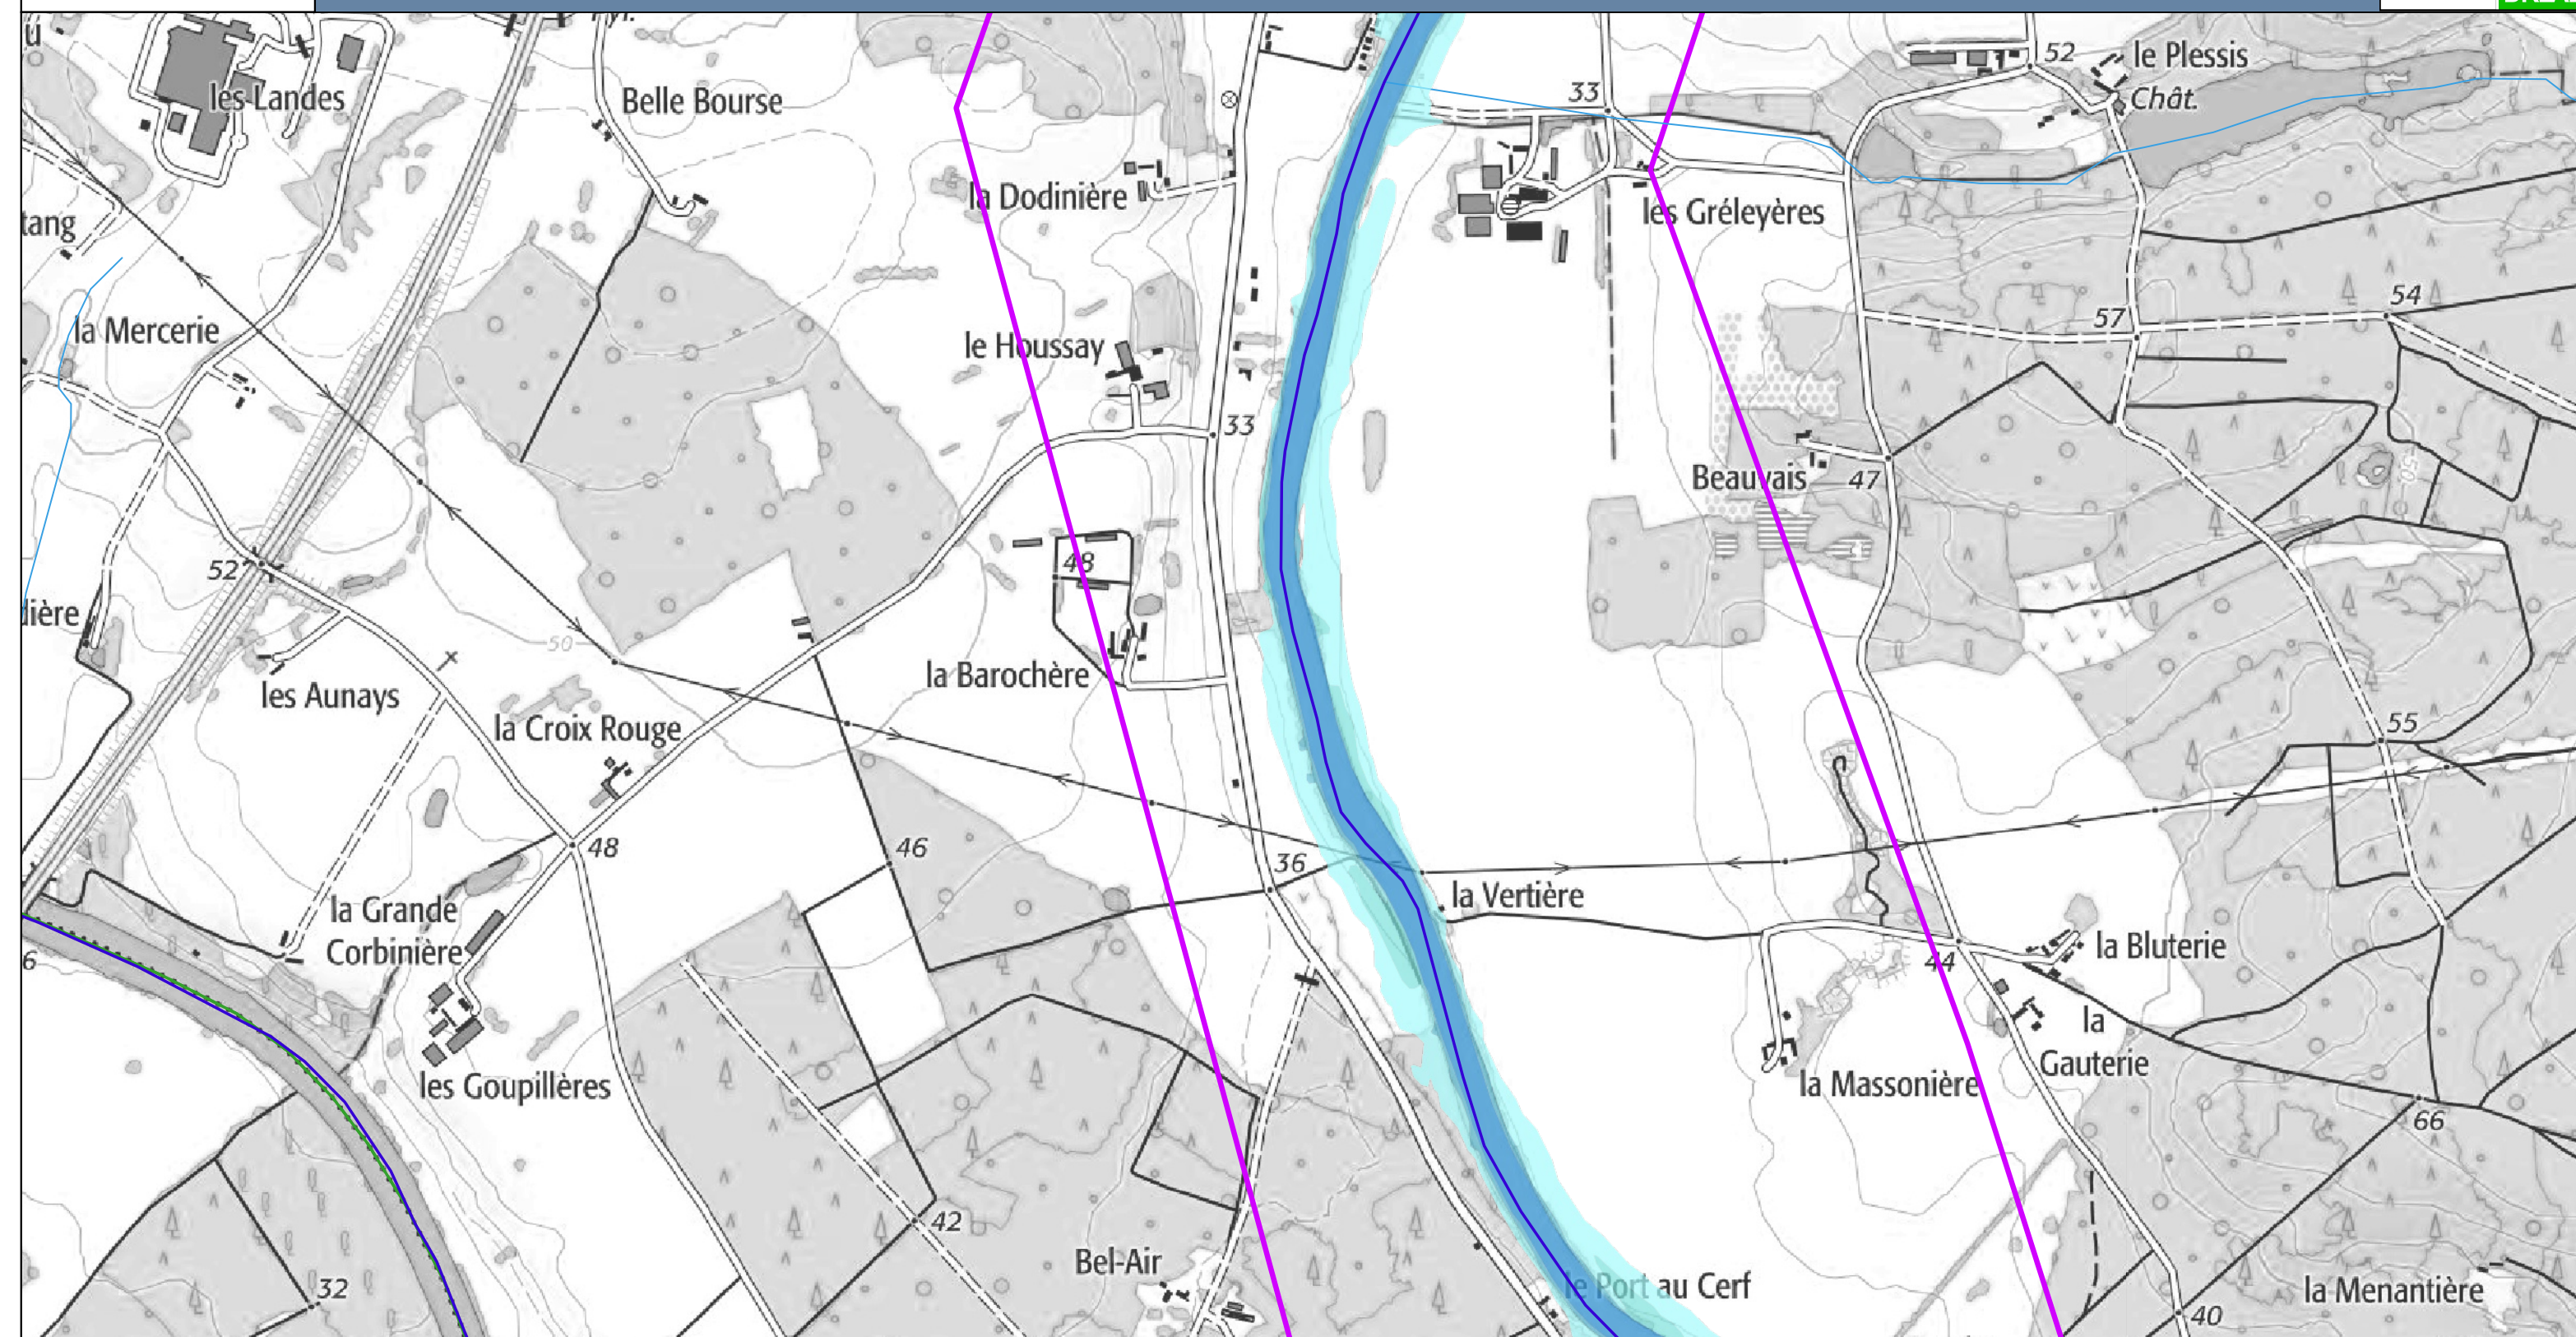 52
le Plessis
Chât.
les Landes
Belle Bourse
33
la Dodinière
les Gréleyères
tang
54
57
la Mercerie
le Houssay
33
Beauvais
47
50
48
52
dière
50
les Aunays
la Barochère
la Croix Rouge
55
48
46
36
la Vertière
la Grande
Corbinière
44
la Bluterie
6
la
Gauterie
les Goupillères
la Massonière
66
42
Bel-Air
32
le Port au Cerf
la Menantière
40